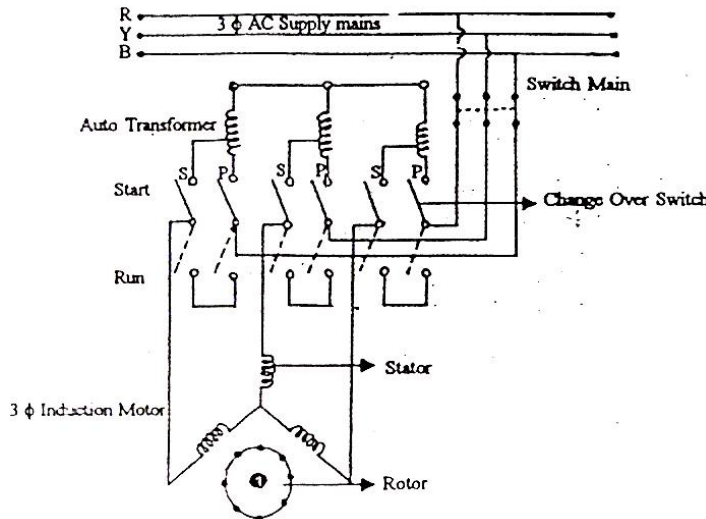 R
3 ϕ AC Supply mains
Y
B
Switch Main
Auto Transformer
S P S P S P
Start
Change Over Switch
Run
Stator
3 ϕ Induction Motor
Rotor